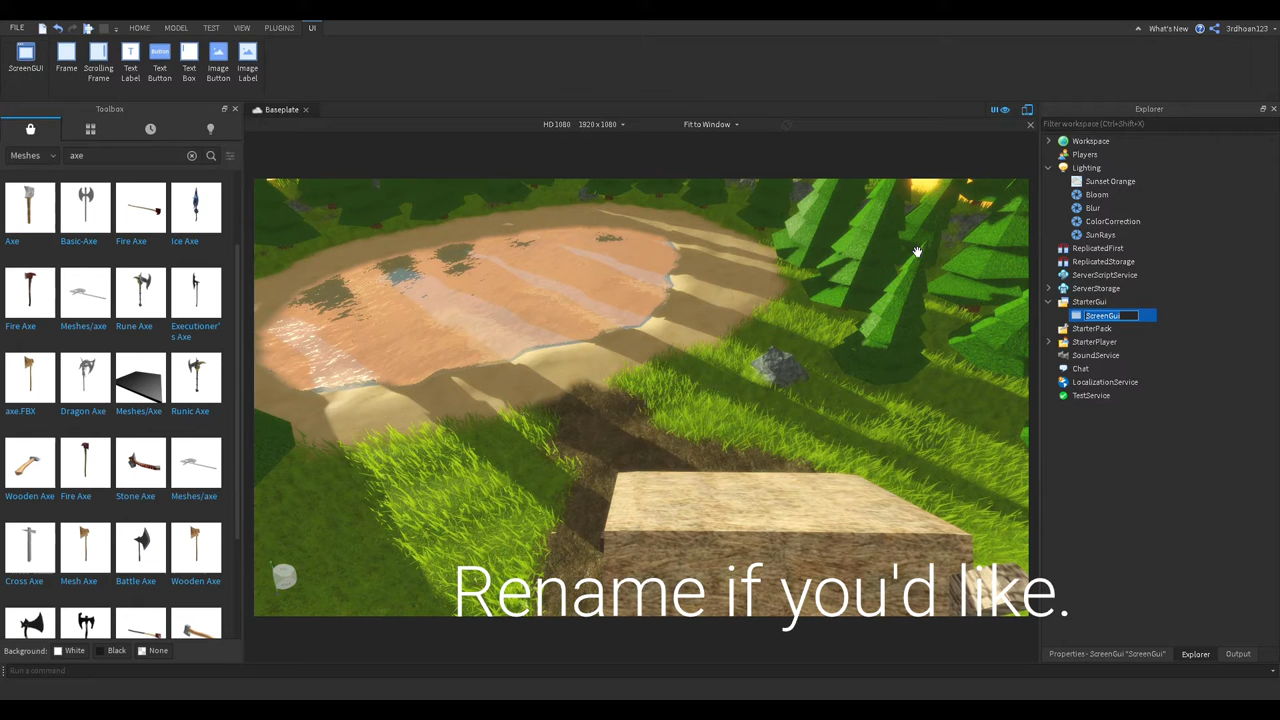 FILE
HOME
MODEL
TEST
VIEW
PLUGINS
UI
What's New
3rdhoan123
ScreenGUI
Frame
Scrolling
Frame
Text
Label
Button
Text
Button
Text
Box
Image
Button
Image
Label
Toolbox
Baseplate
UI
Explorer
HD 1080 1920 x 1080
Fit to Window
Filter workspace (Ctrl+Shift+X)
Meshes
axe
Axe
Basic-Axe
Fire Axe
Ice Axe
Fire Axe
Meshes/axe
Rune Axe
Executioner'
s Axe
axe.FBX
Dragon Axe
Meshes/Axe
Runic Axe
Wooden Axe
Fire Axe
Stone Axe
Meshes/axe
Cross Axe
Mesh Axe
Battle Axe
Wooden Axe
Background:
White
Black
None
Run a command
Workspace
Players
Lighting
Sunset Orange
Bloom
Blur
ColorCorrection
SunRays
ReplicatedFirst
ReplicatedStorage
ServerScriptService
ServerStorage
StarterGui
ScreenGui
StarterPack
StarterPlayer
SoundService
Chat
LocalizationService
TestService
Rename if you'd like.
Properties - ScreenGui "ScreenGui"
Explorer
Output